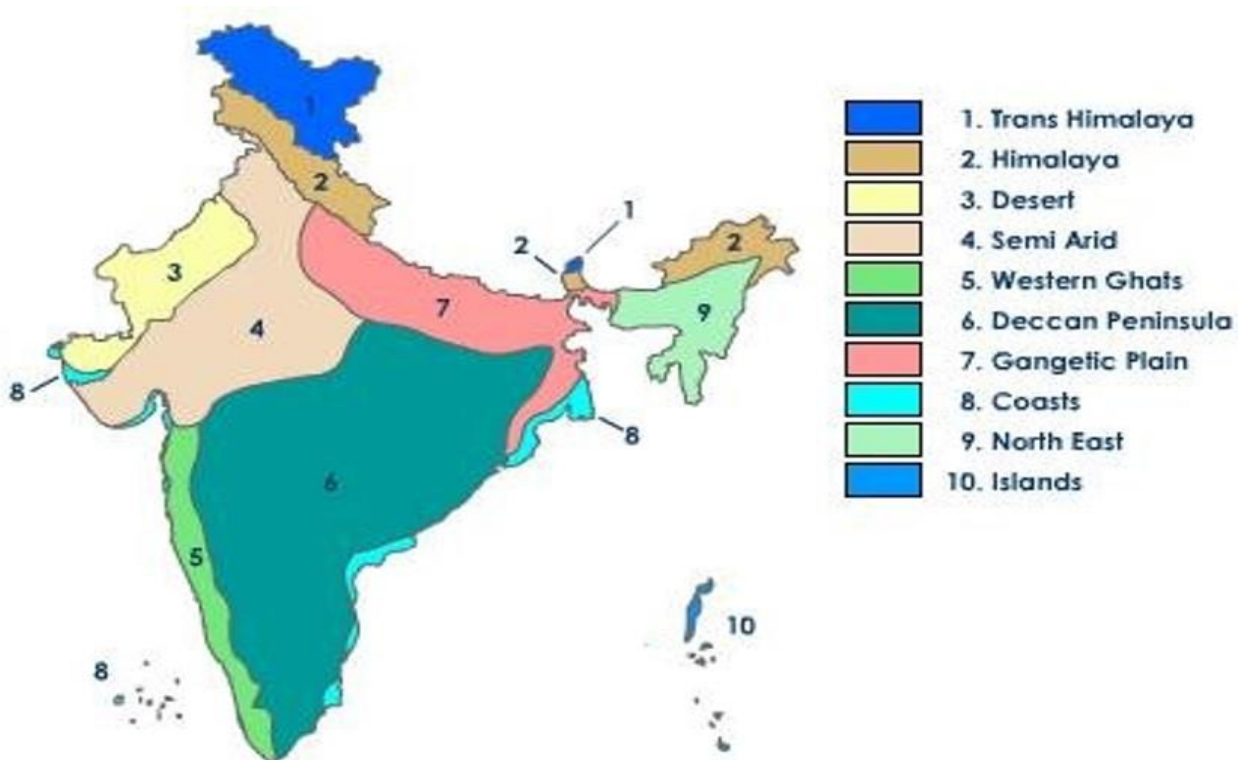 1
2
3
4
7
1
2
2
9
8
8
6
5
8
10
1. Trans Himalaya
2. Himalaya
3. Desert
4. Semi Arid
5. Western Ghats
6. Deccan Peninsula
7. Gangetic Plain
8. Coasts
9. North East
10. Islands